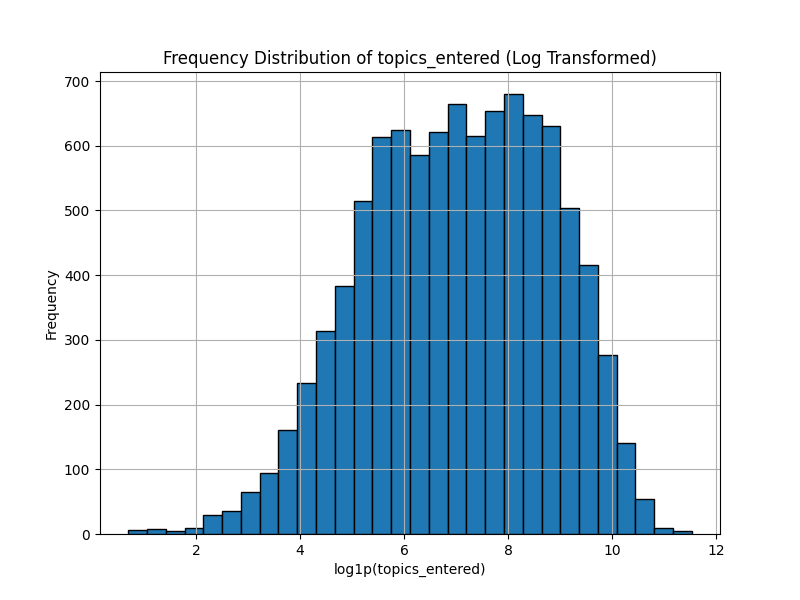 Frequency Distribution of topics_entered (Log Transformed)
700
600
500
400
300
200
100
0
Frequency
2 4 6 8 10 12
log1p(topics_entered)